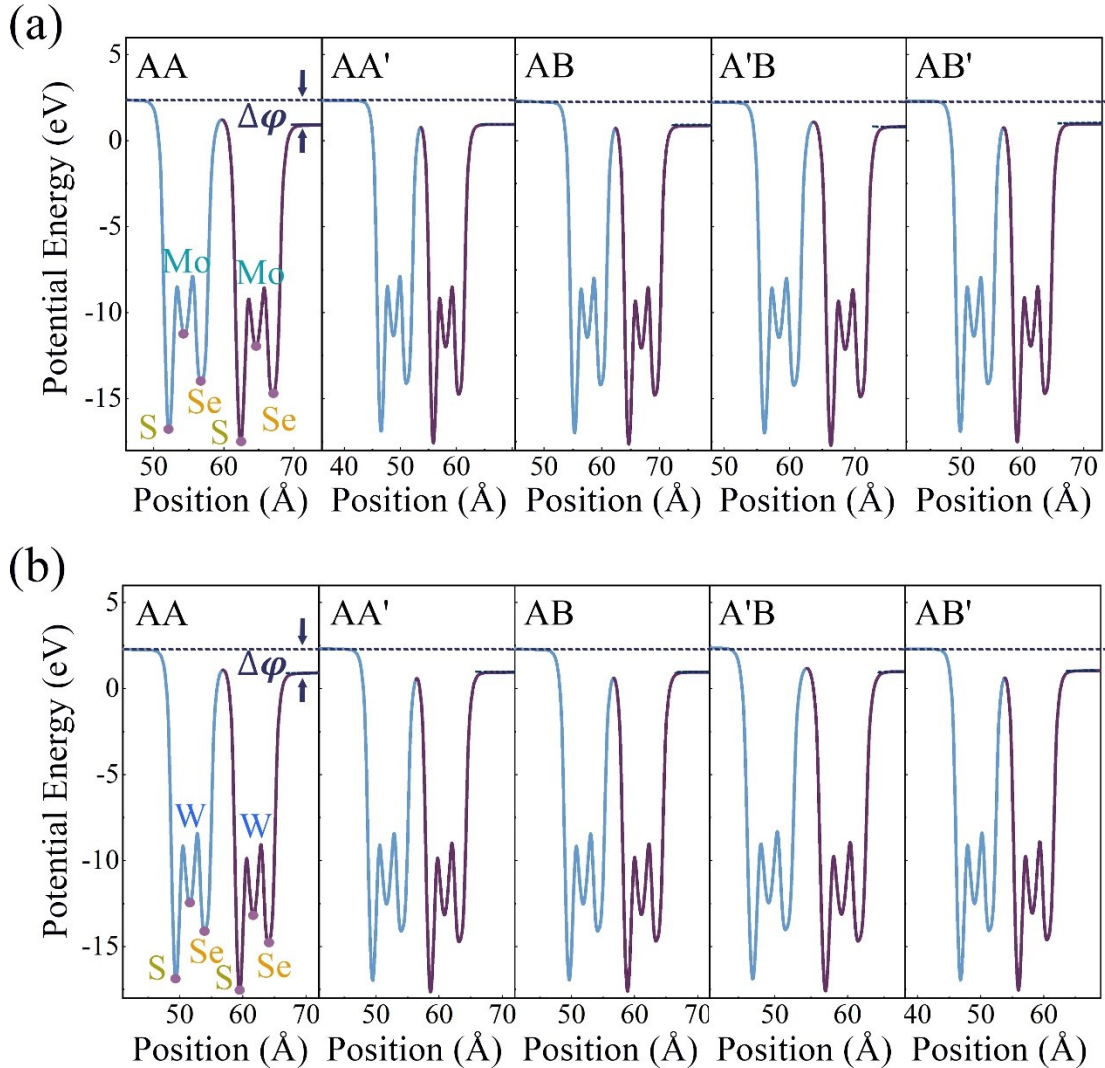 (a)
AA AA' AB A'B AB'
Potential Energy (eV)
5
0
-5
-10
-15
Δφ
Mo Mo
Se Se
S S
50 60 70 40 50 60 50 60 70 50 60 70 40 50 60 70
Position (Å) Position (Å) Position (Å) Position (Å) Position (Å)
(b)
AA AA' AB A'B AB'
Potential Energy (eV)
5
0
-5
-10
-15
Δφ
W W
Se Se
S S
50 60 70 50 60 70 50 60 70 50 60 40 50 60
Position (Å) Position (Å) Position (Å) Position (Å) Position (Å)